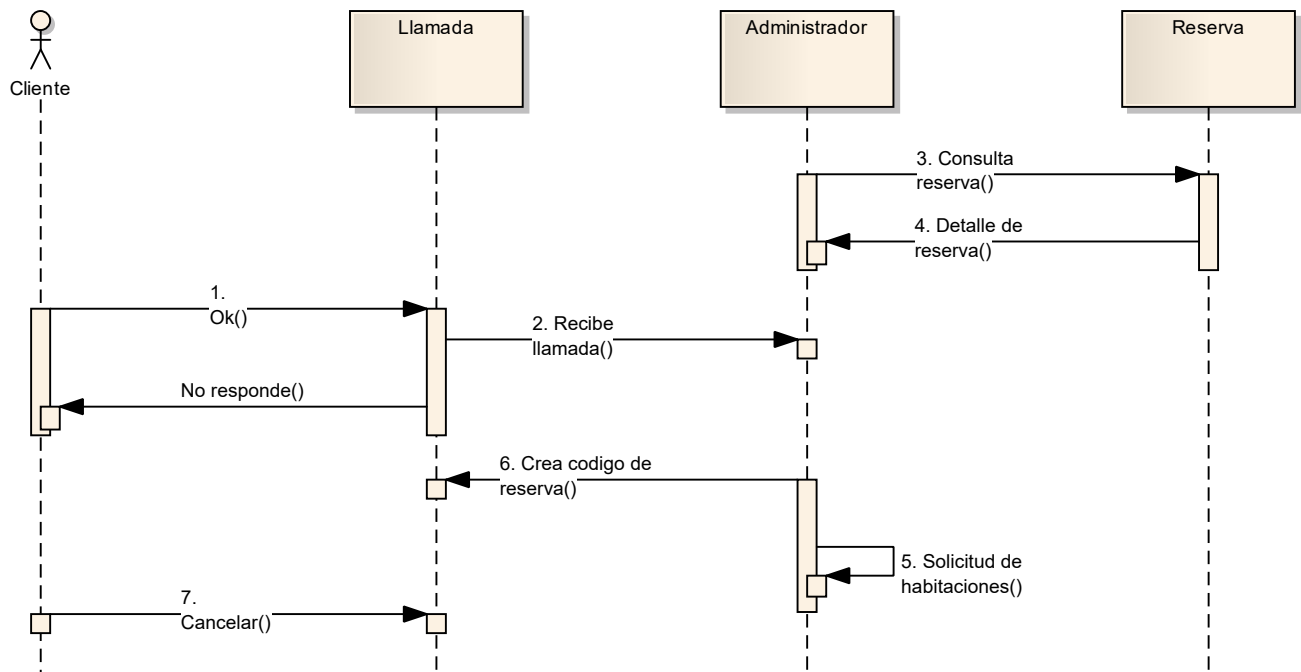 Cliente
Llamada
Administrador
Reserva
3. Consulta
reserva()
4. Detalle de
reserva()
1.
Ok()
2. Recibe
llamada()
No responde()
6. Crea codigo de
reserva()
5. Solicitud de
habitaciones()
7.
Cancelar()